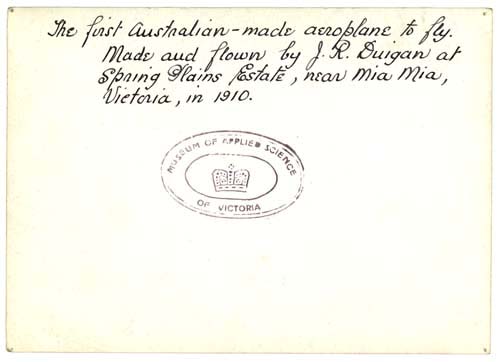 The first Australian-made aeroplane to fly.
Made and flown by J. R. Duigan at
Spring Plains Estate, near Mia Mia,
Victoria, in 1910.
MUSEUM OF APPLIED SCIENCE
OF VICTORIA